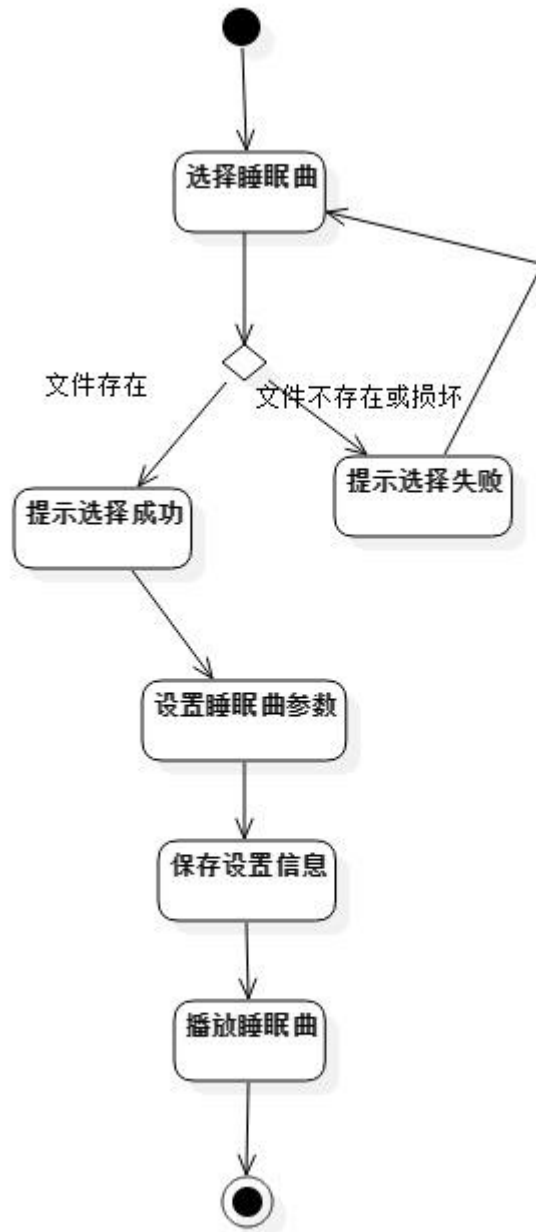 选择睡眠曲
文件存在
文件不存在或损坏
提示选择失败
提示选择成功
设置睡眠曲参数
保存设置信息
播放睡眠曲